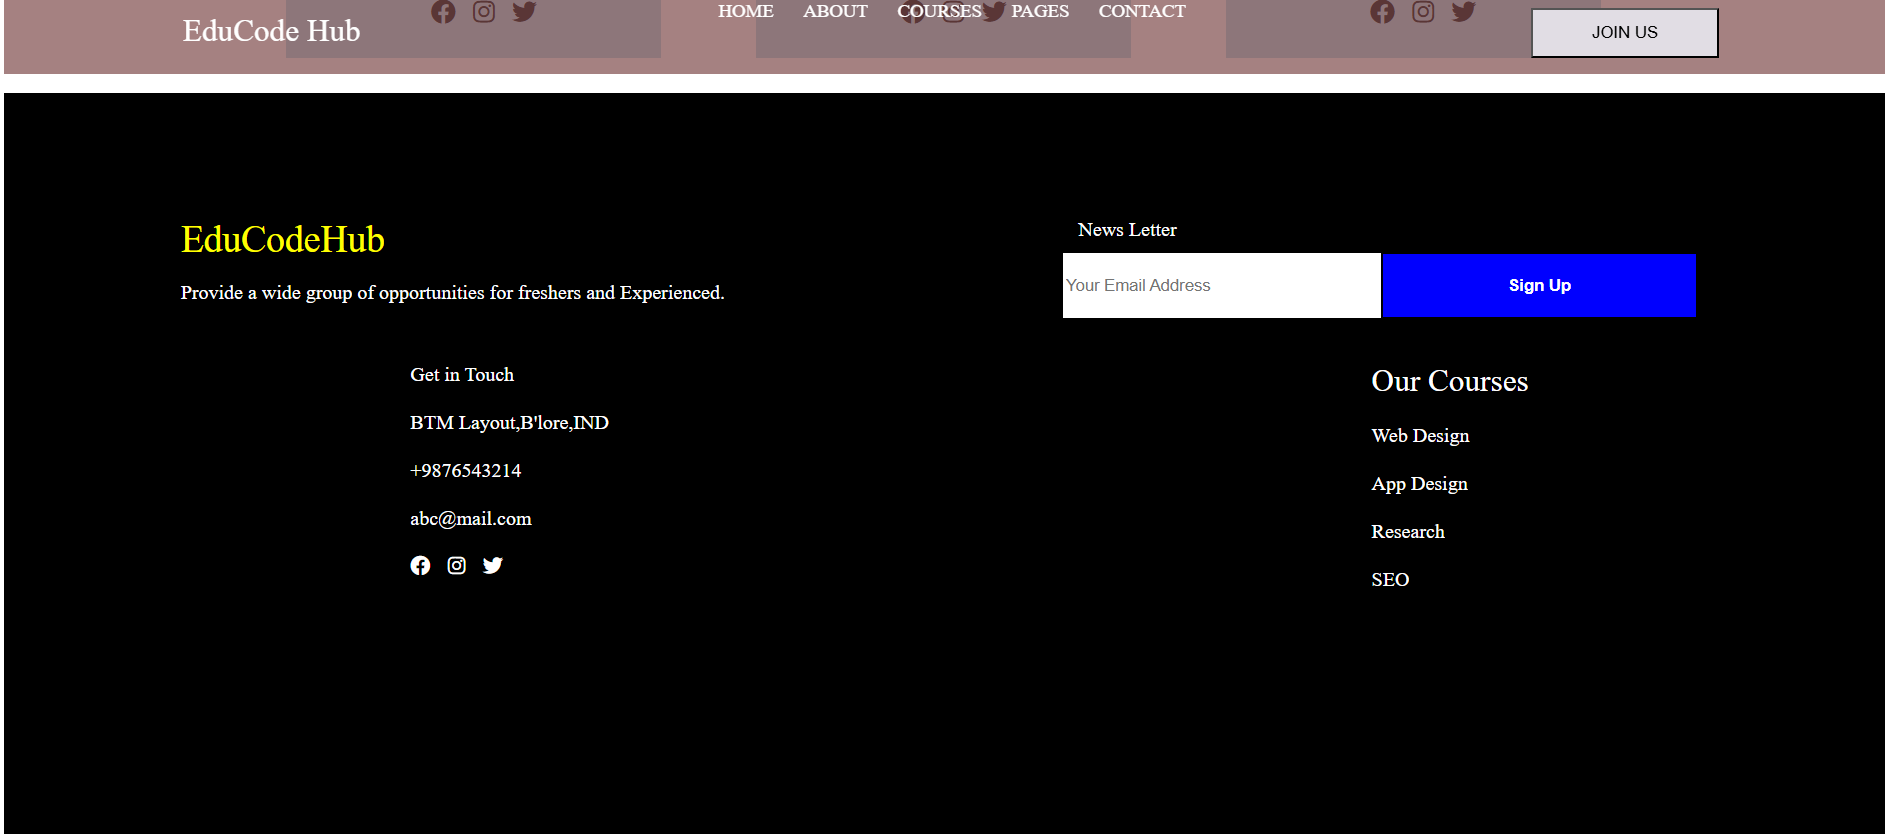 EduCode Hub
HOME ABOUT COURSES PAGES CONTACT
JOIN US
EduCodeHub
Provide a wide group of opportunities for freshers and Experienced.
News Letter
Your Email Address
Sign Up
Get in Touch
BTM Layout,B'lore,IND
+9876543214
abc@mail.com
Our Courses
Web Design
App Design
Research
SEO